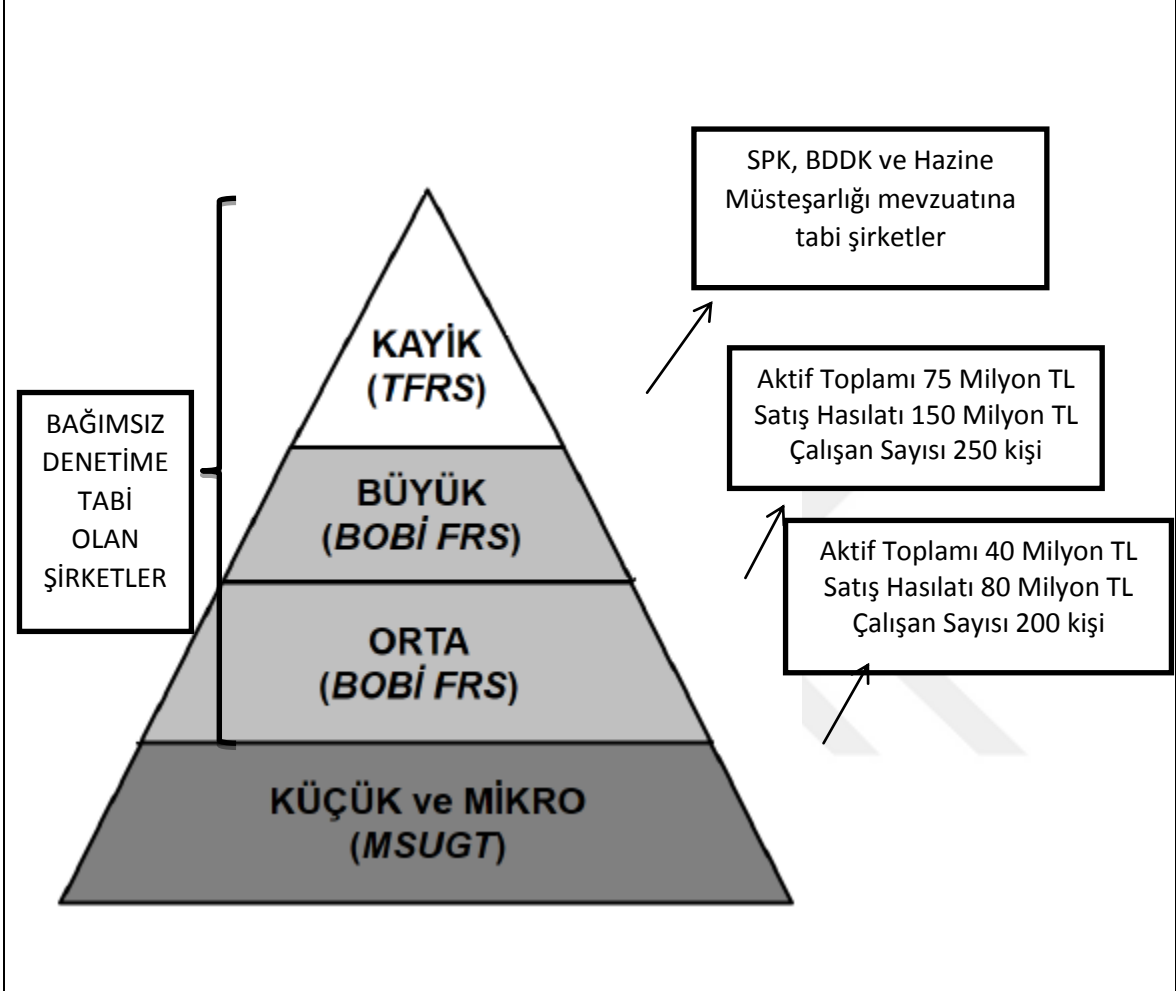 SPK, BDDK ve Hazine
Müsteşarlığı mevzuatına
tabi şirketler
KAYİK
(TFRS)
Aktif Toplamı 75 Milyon TL
Satış Hasılatı 150 Milyon TL
Çalışan Sayısı 250 kişi
BAĞIMSIZ
DENETİME
TABİ
OLAN
ŞİRKETLER
BÜYÜK
(BOBİ FRS)
Aktif Toplamı 40 Milyon TL
Satış Hasılatı 80 Milyon TL
Çalışan Sayısı 200 kişi
ORTA
(BOBİ FRS)
KÜÇÜK ve MİKRO
(MSUGT)